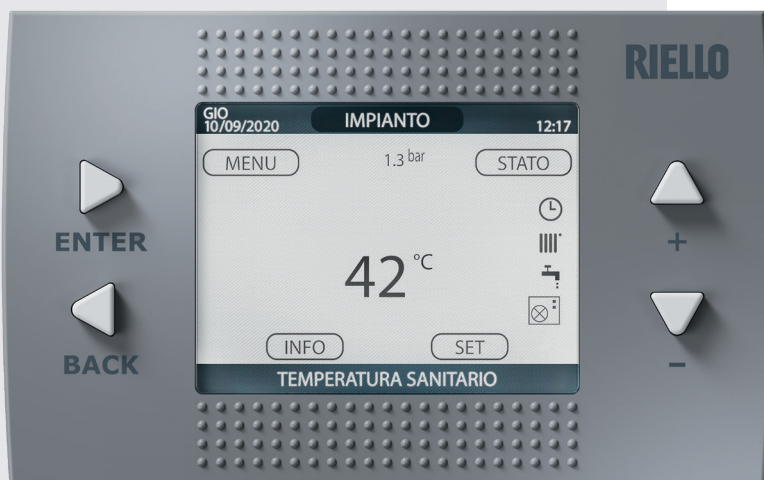 RIELLO
GIO
10/09/2020
IMPIANTO
12:17
MENU
1.3 bar
STATO
42 °C
INFO
SET
TEMPERATURA SANITARIO
ENTER
BACK
+
−